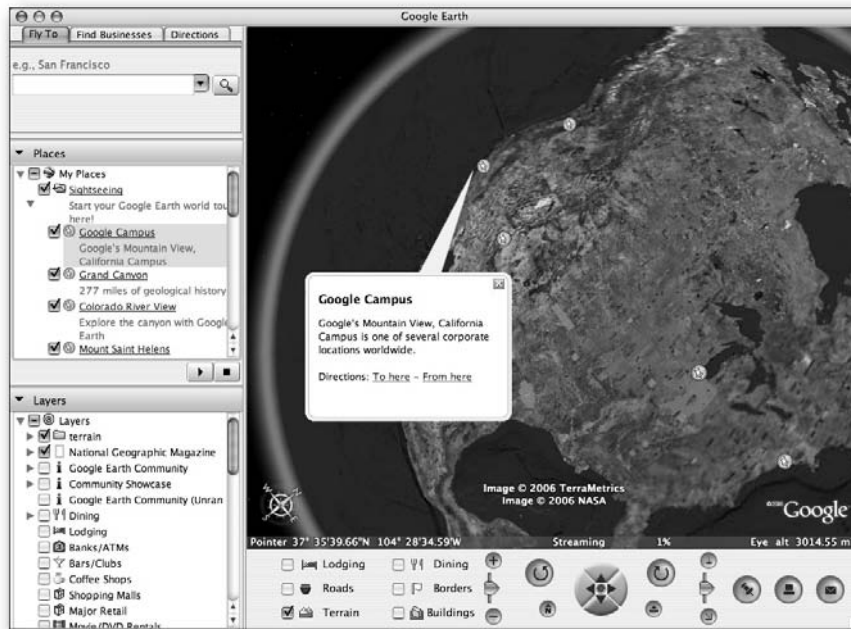 Google Earth
Fly To
Find Businesses
Directions
e.g., San Francisco
Places
My Places
Sightseeing
Start your Google Earth world tou
here!
Google Campus
Google's Mountain View,
California Campus
Grand Canyon
277 miles of geological history
Colorado River View
Explore the canyon with Googl
Earth
Mount Saint Helens
Layers
Layers
terrain
National Geographic Magazine
Google Earth Community
Community Showcase
Google Earth Community (Unran
Dining
Lodging
Banks/ATMs
Bars/Clubs
Coffee Shops
Shopping Malls
Major Retail
Movie/DVD Rentals
Google Campus
Google's Mountain View, California
Campus is one of several corporate
locations worldwide.
Directions: To here - From here
Image © 2006 TerraMetrics
Image © 2006 NASA
Google
Pointer 37° 35'39.66"N 104° 28'34.59"W Streaming 1% Eye alt 3014.55 m
Lodging
Dining
Roads
Borders
Terrain
Buildings
N